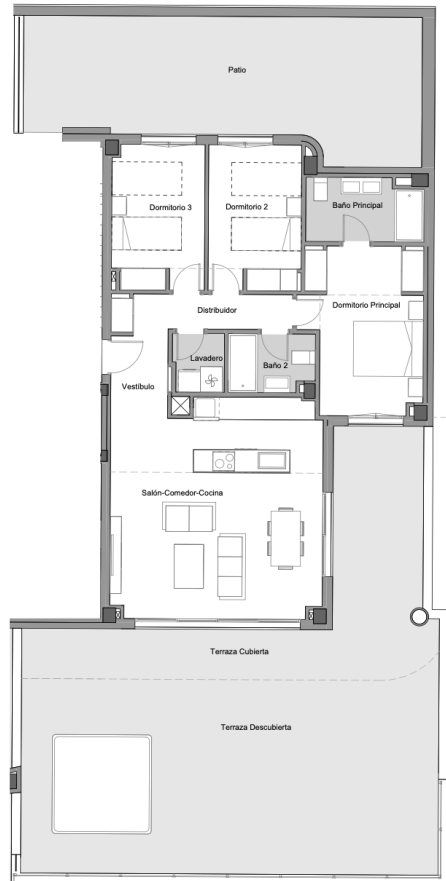 Patio
Baño Principal
Dormitorio 3
Dormitorio 2
Dormitorio Principal
Distribuidor
Lavadero
Baño 2
Vestíbulo
Salón-Comedor-Cocina
Terraza Cubierta
Terraza Descubierta